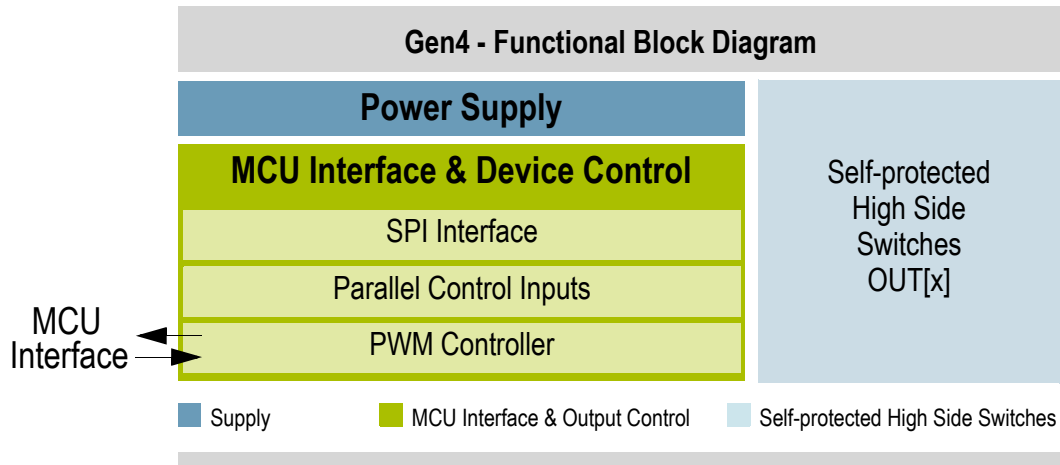 Gen4 - Functional Block Diagram
Power Supply
MCU Interface & Device Control
SPI Interface
Parallel Control Inputs
PWM Controller
MCU
Interface
Self-protected
High Side
Switches
OUT[x]
Supply
MCU Interface & Output Control
Self-protected High Side Switches